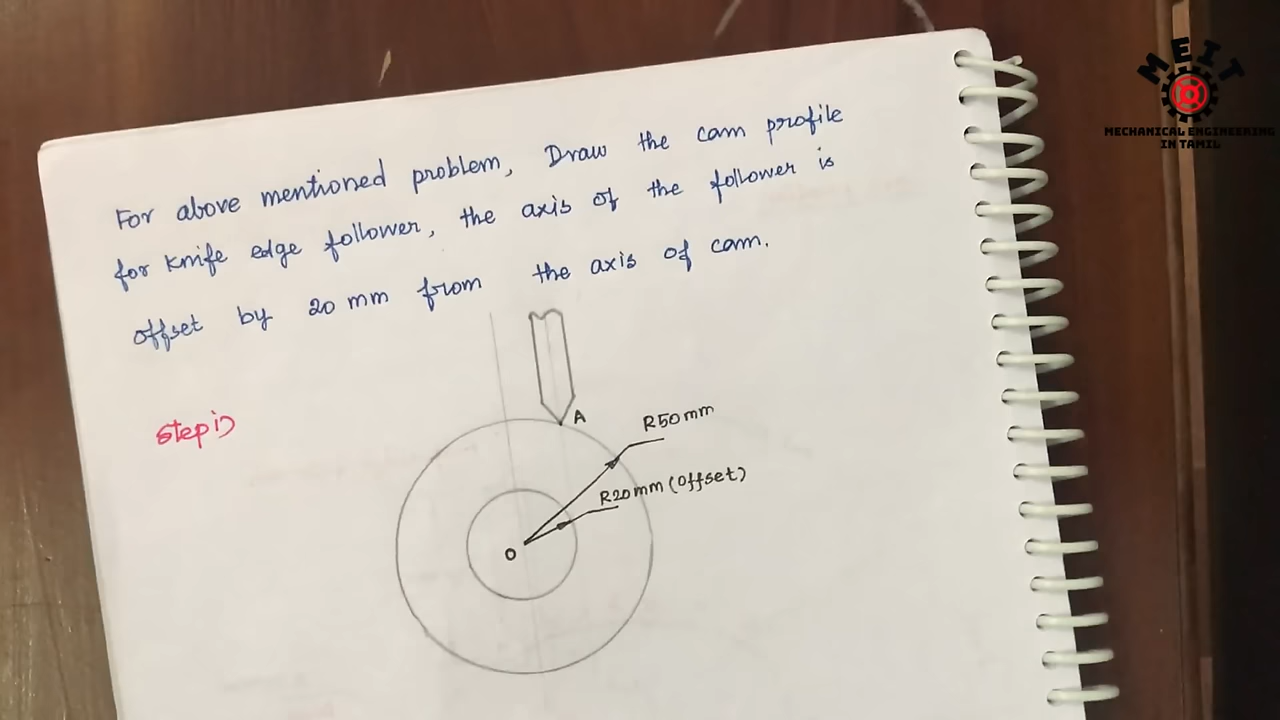 For above mentioned problem, Draw the cam profile
for knife edge follower, the axis of the follower is
offset by 20 mm from the axis of cam.
Step i)
A
R50 mm
R20 mm (offset)
O
MEIT
MECHANICAL ENGINEERING
IN TAMIL